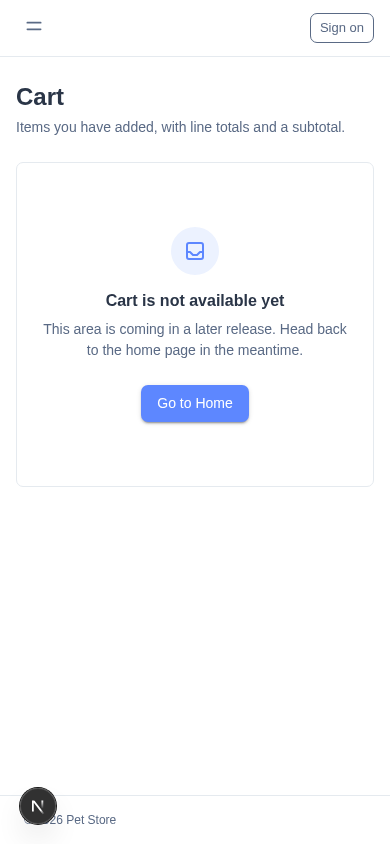 Sign on
Cart
Items you have added, with line totals and a subtotal.
Cart is not available yet
This area is coming in a later release. Head back
to the home page in the meantime.
Go to Home
N
26 Pet Store